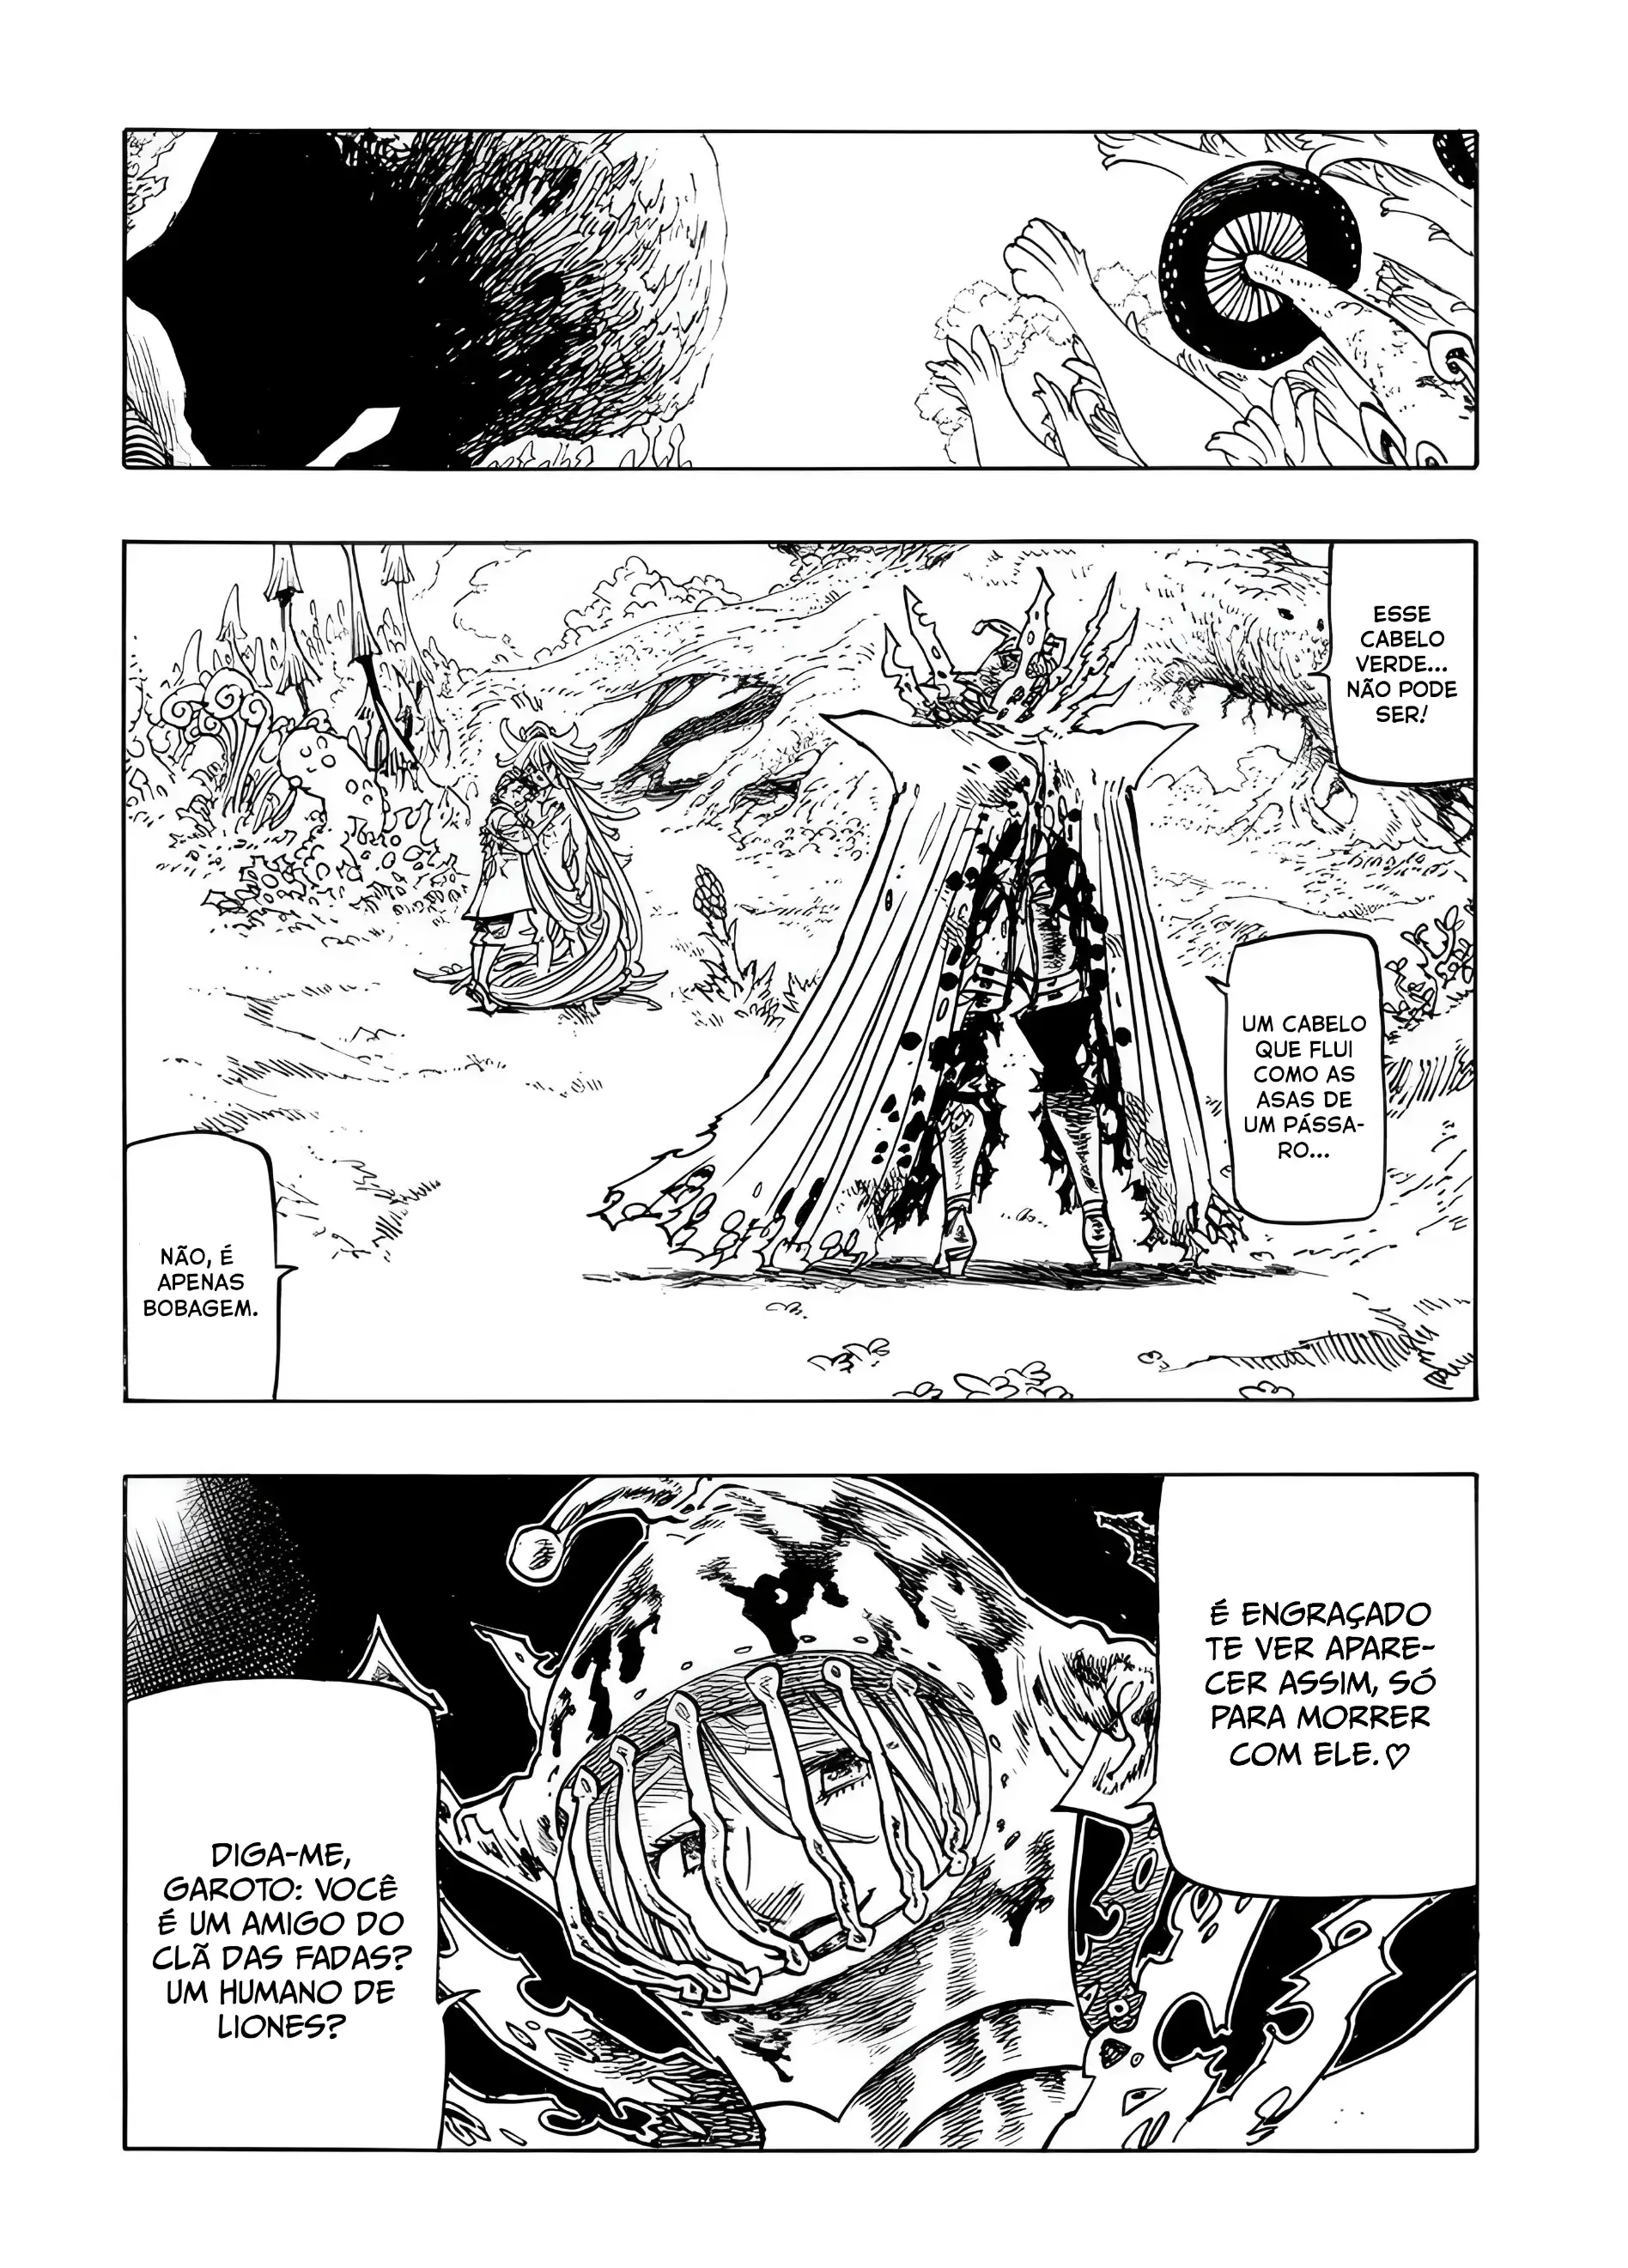 ESSE
CABELO
VERDE...
NÃO PODE
SER!
UM CABELO
QUE FLUI
COMO AS
ASAS DE
UM PÁSSA-
RO...
NÃO, É
APENAS
BOBAGEM.
É ENGRAÇADO
TE VER APARE-
CER ASSIM, SÓ
PARA MORRER
COM ELE.♡
DIGA-ME,
GAROTO: VOCÊ
É UM AMIGO DO
CLÃ DAS FADAS?
UM HUMANO DE
LIONES?